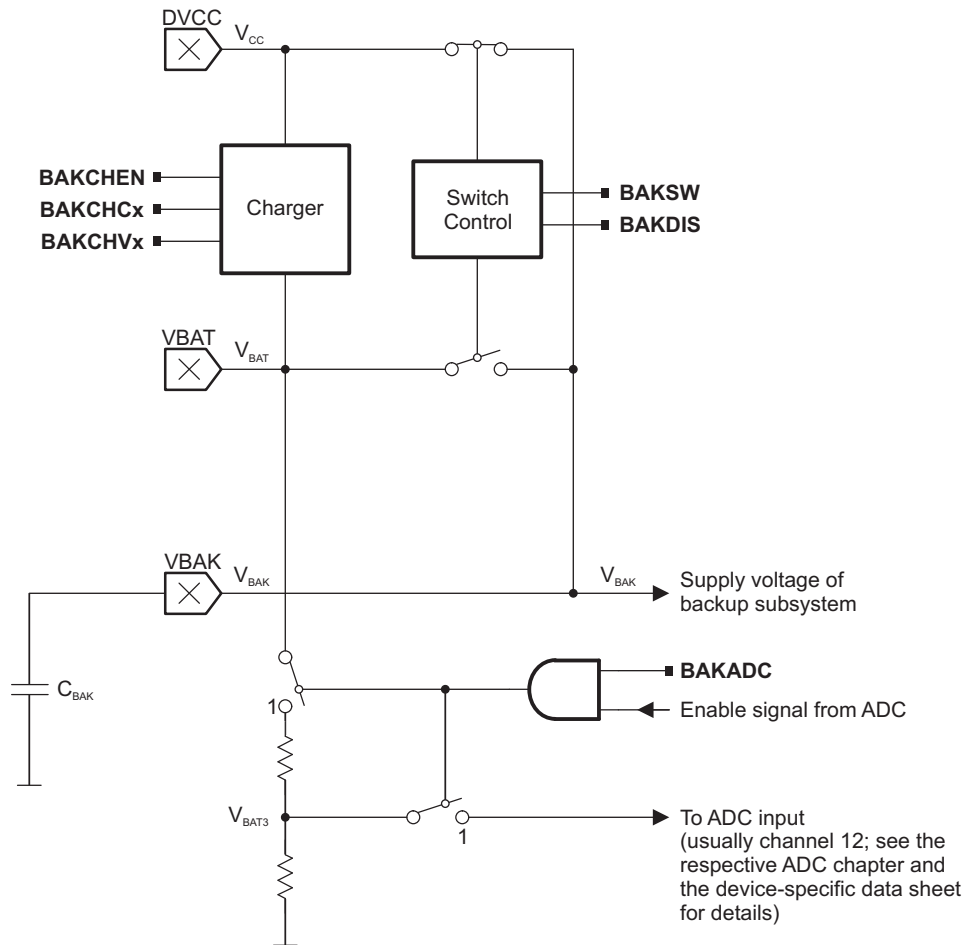 DVCC
VCC
BAKCHEN
BAKCHCx
BAKCHVx
Charger
Switch
Control
BAKSW
BAKDIS
VBAT
VBAT
VBAK
VBAK
VBAK
Supply voltage of
backup subsystem
CBAK
BAKADC
1
Enable signal from ADC
VBAT3
1
To ADC input
(usually channel 12; see the
respective ADC chapter and
the device-specific data sheet
for details)